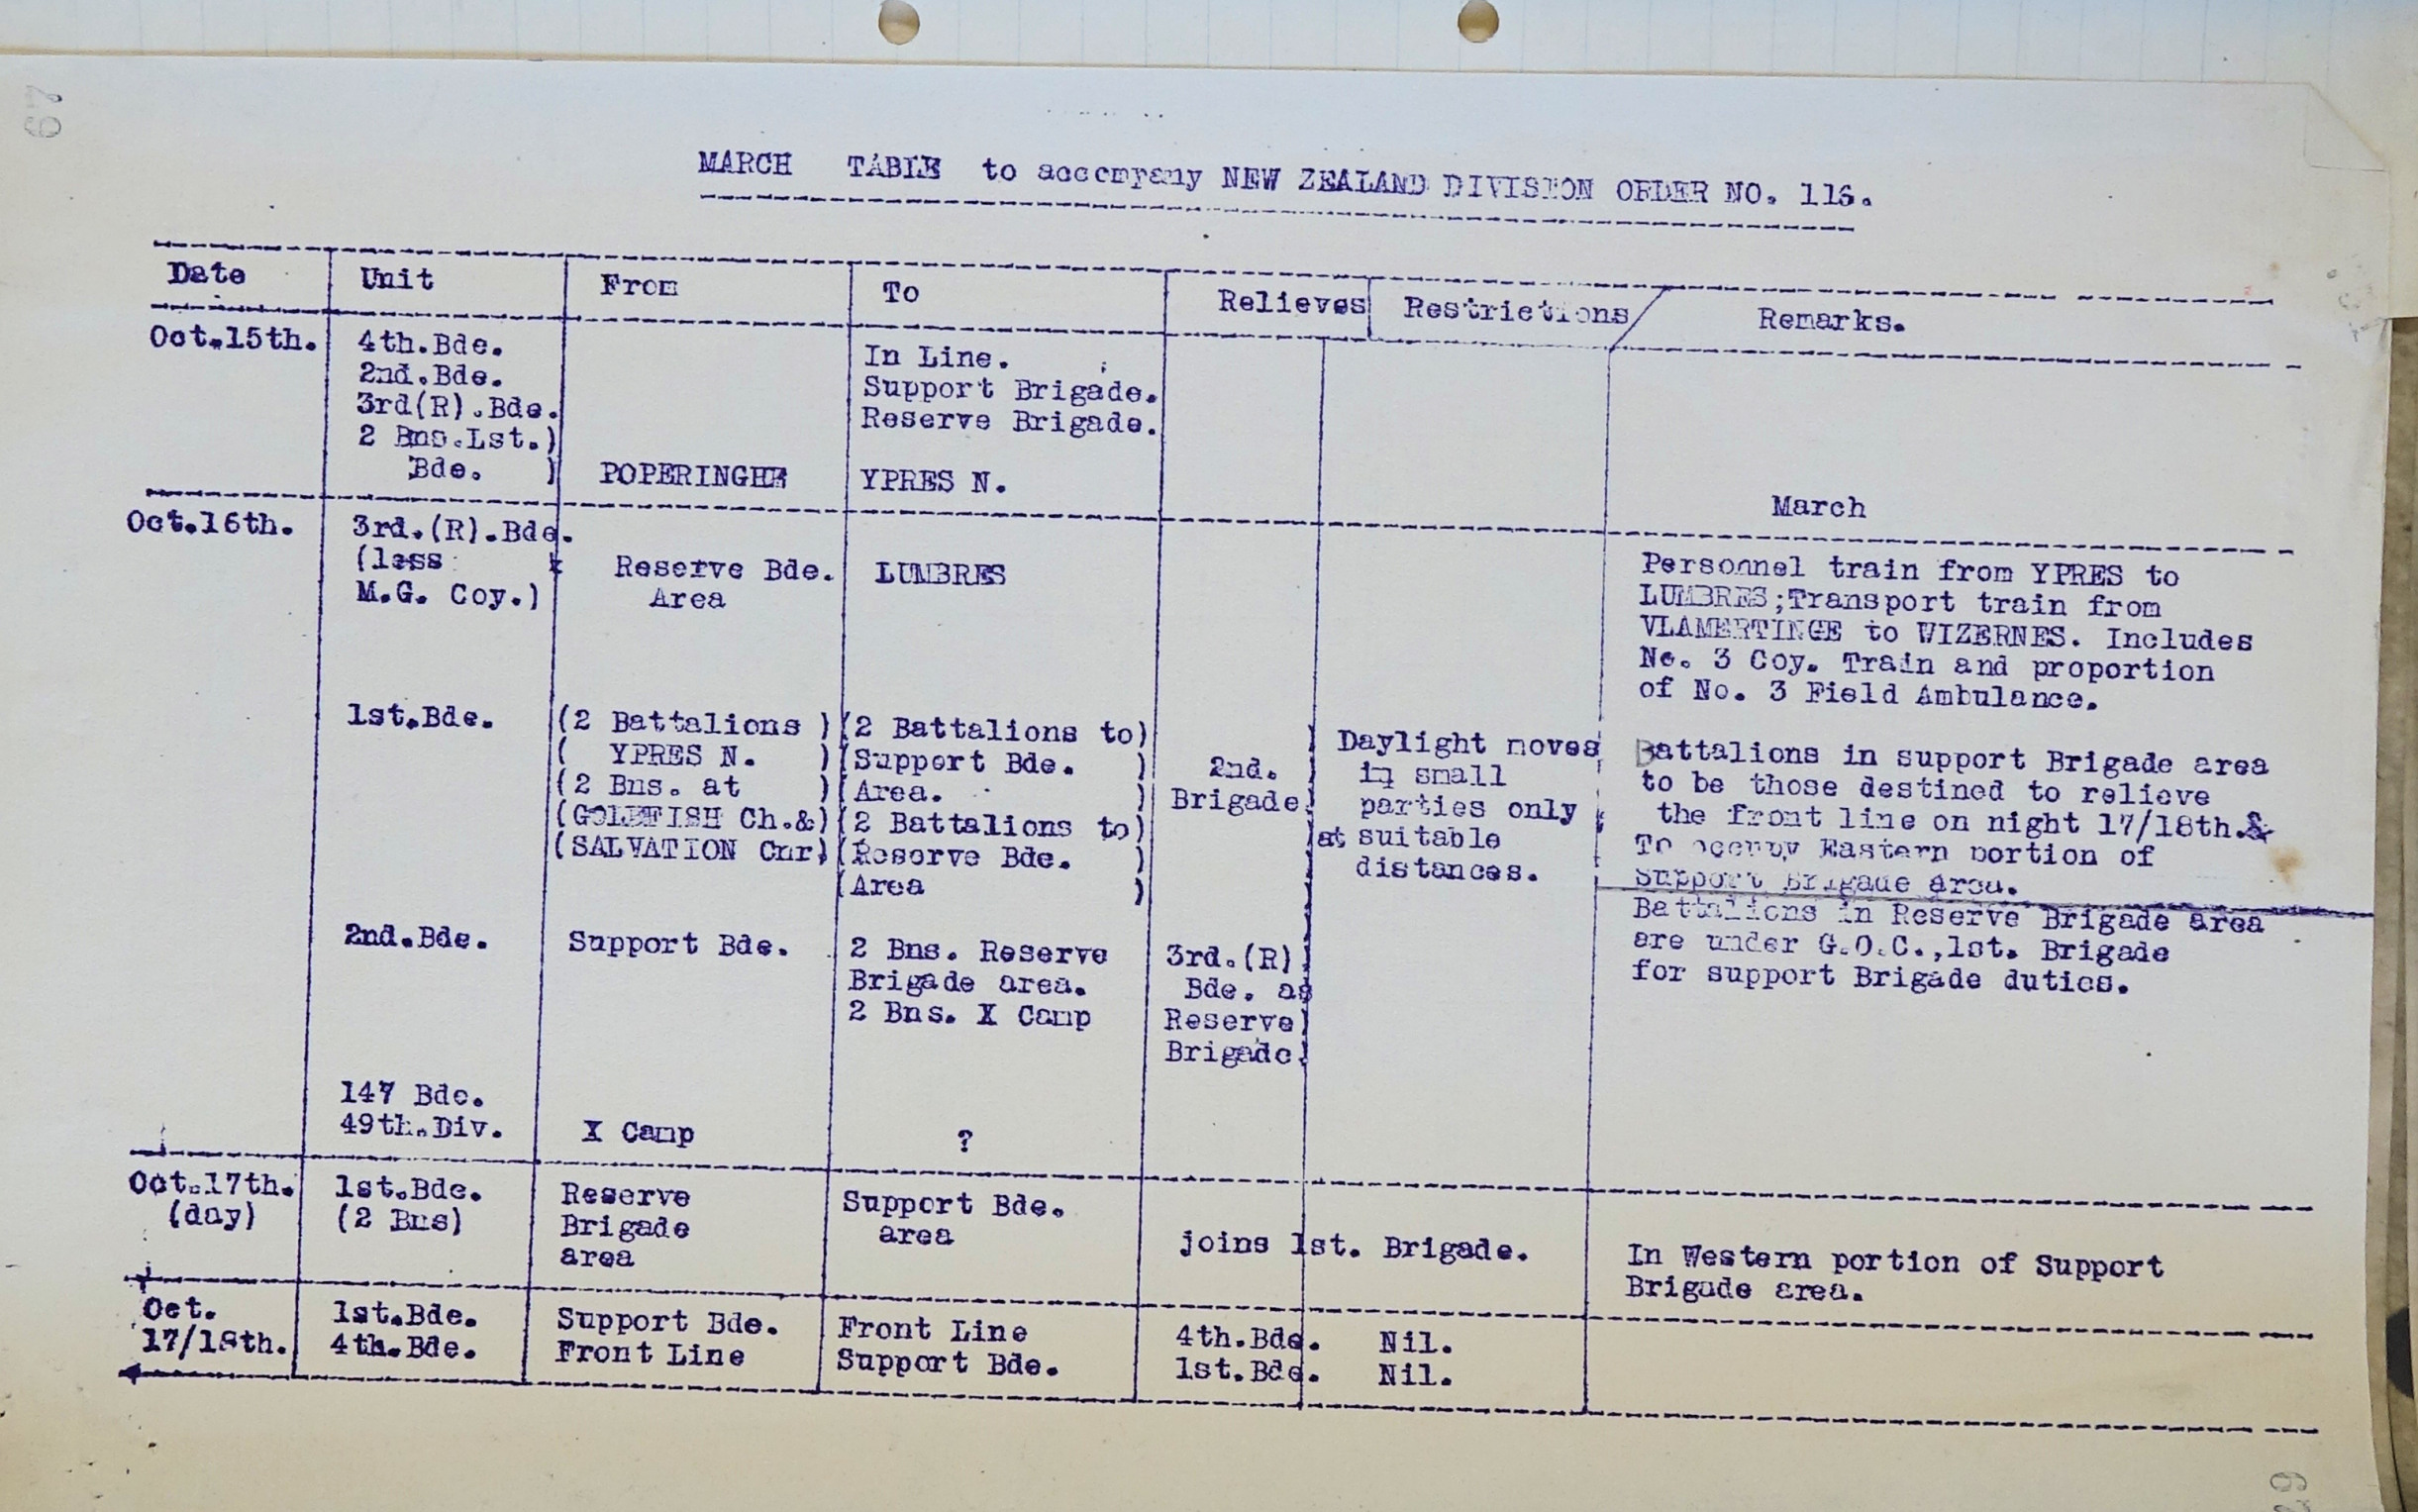 67
MARCH TABLE to accompany NEW ZEALAND DIVISION ORDER NO. 116.
Date Unit From To Relieves Restrictions Remarks.
Oct.15th. 4th.Bde. In Line.
2nd.Bde. Support Brigade.
3rd(R).Bde. Reserve Brigade.
2 Bns.1st.)
Bde. ) POPERINGHE YPRES N. March
Oct.16th. 3rd.(R).Bde.
(less Reserve Bde. LUMBRES Personnel train from YPRES to
M.G. Coy.) Area LUMBRES;Transport train from
VLAMERTINGE to WIZERNES. Includes
No. 3 Coy. Train and proportion
of No. 3 Field Ambulance.
1st.Bde. (2 Battalions ) (2 Battalions to) Daylight moves Battalions in support Brigade area
( YPRES N. ) (Support Bde. ) 2nd. in small to be those destined to relieve
(2 Bns. at ) (Area. ) Brigade. parties only the front line on night 17/18th.&
(GOLDFISH Ch.&) (2 Battalions to) at suitable To occupy Eastern portion of
(SALVATION Cnr) (Reserve Bde. ) distances. Support Brigade area.
(Area )
Battalions in Reserve Brigade area
2nd.Bde. Support Bde. 2 Bns. Reserve 3rd.(R) are under G.O.C.,1st. Brigade
Brigade area. Bde. as for support Brigade duties.
2 Bns. X Camp Reserve
Brigade.
147 Bde.
49th.Div. X Camp ?
Oct.17th. 1st.Bde. Reserve Support Bde.
(day) (2 Bns) Brigade area joins 1st. Brigade. In Western portion of Support
area Brigade area.
Oct. 1st.Bde. Support Bde. Front Line 4th.Bde. Nil.
17/18th. 4th.Bde. Front Line Support Bde. 1st.Bde. Nil.